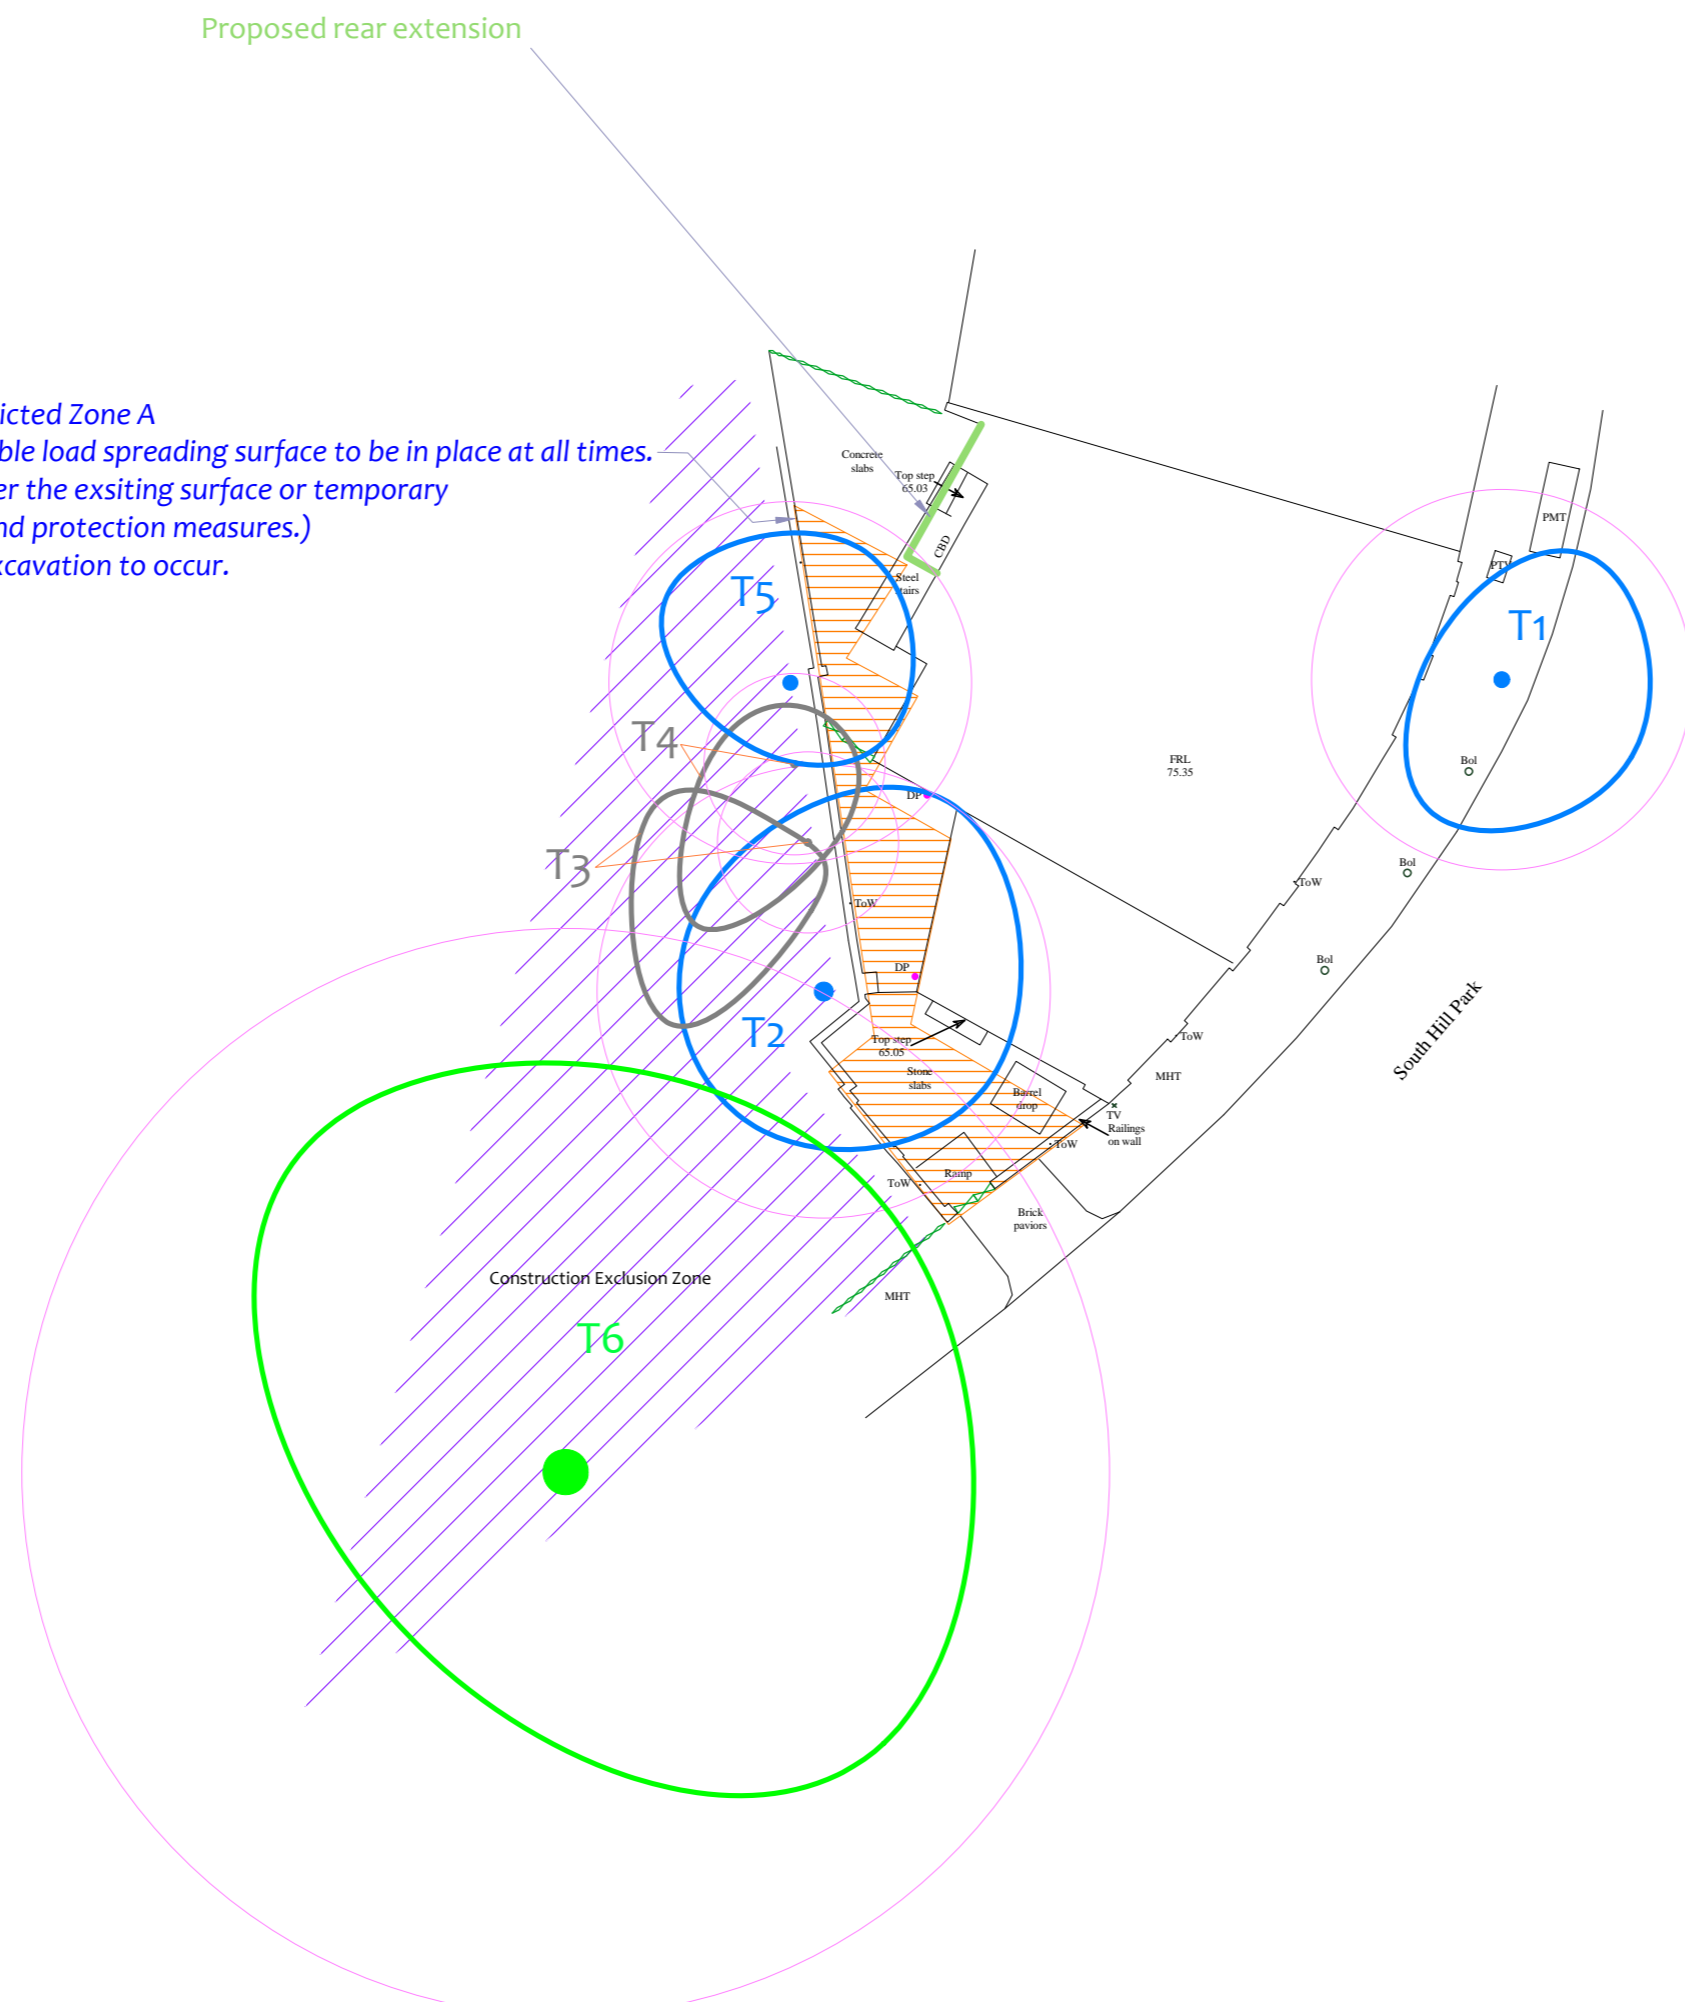 Proposed rear extension
icted Zone A
ble load spreading surface to be in place at all times.
er the exsiting surface or temporary
nd protection measures.)
xcavation to occur.
Concrete
slabs
Top step
65.03
CBD
Steel
tairs
PMT
PTV
T5
T1
T4
FRL
75.35
Bol
DP
T3
Bol
ToW
ToW
DP
Bol
South Hill Park
T2
Top step
65.05
ToW
Stone
slabs
MHT
Barrel
drop
TV
Railings
on wall
ToW
Ramp
ToW
Brick
paviors
Construction Exclusion Zone
MHT
T6